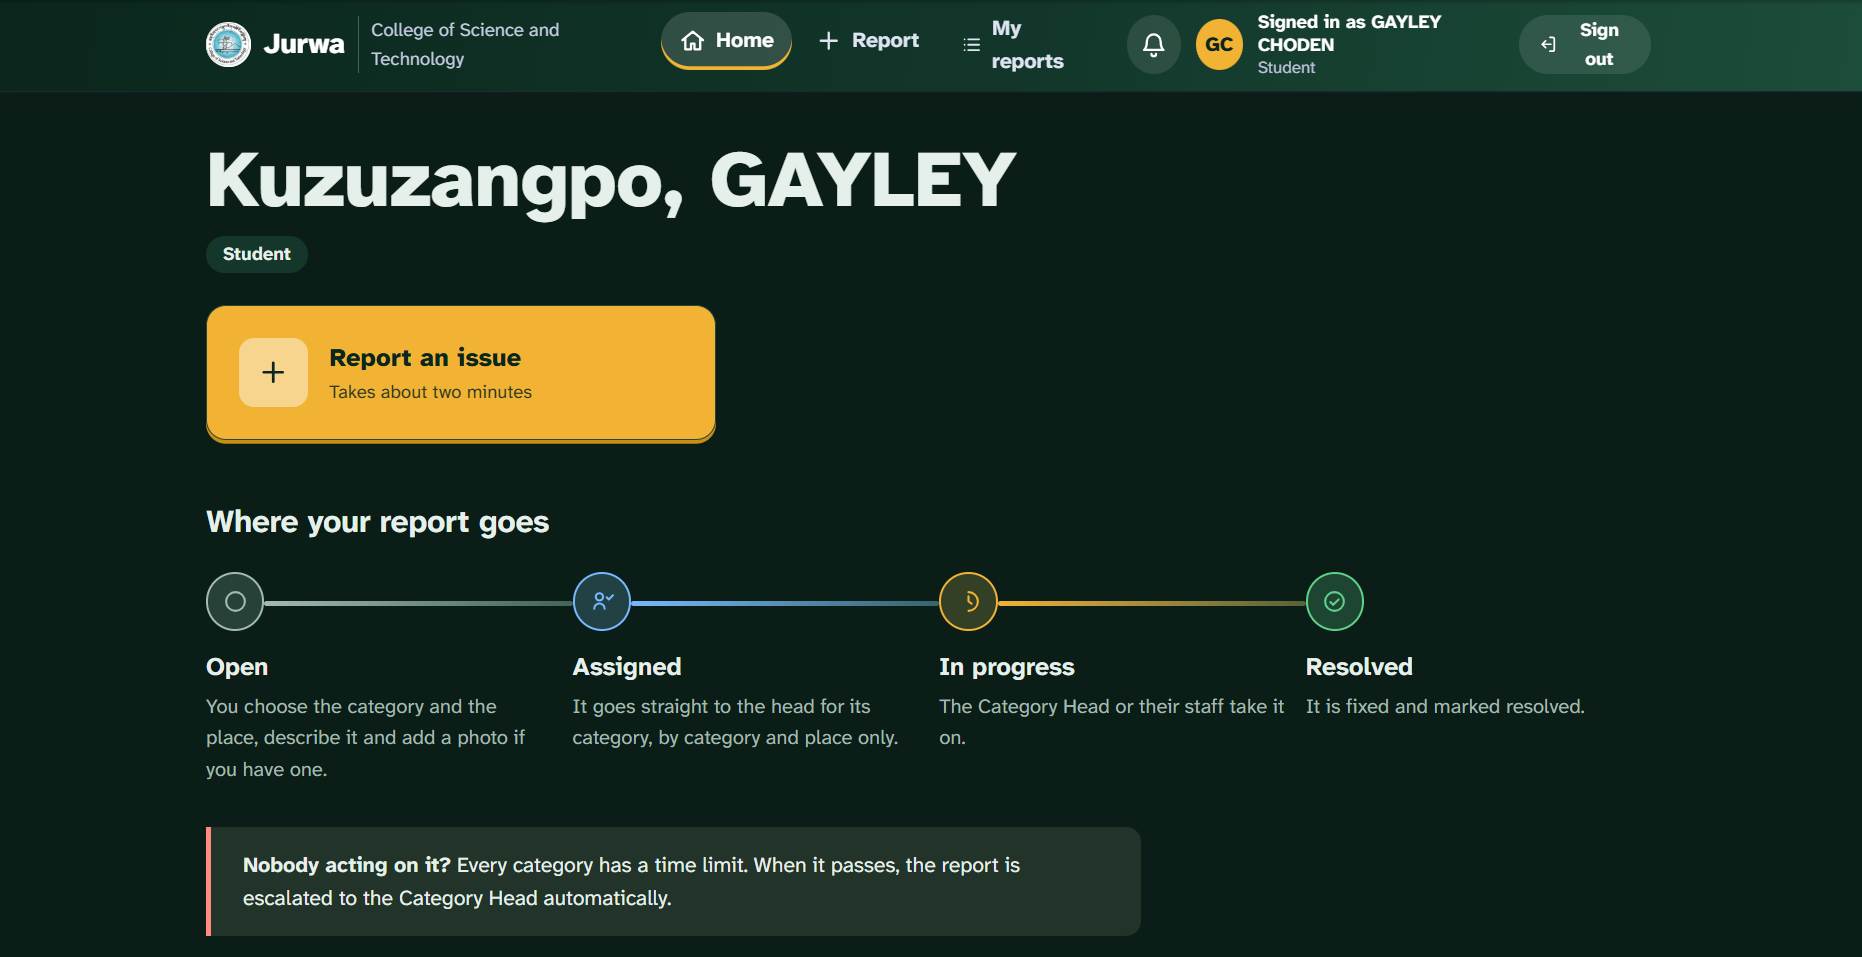 Jurwa
College of Science and
Technology
Home
Report
My
reports
GC
Signed in as GAYLEY
CHODEN
Student
Sign
out
Kuzuzangpo, GAYLEY
Student
Report an issue
Takes about two minutes
Where your report goes
Open
You choose the category and the
place, describe it and add a photo if
you have one.
Assigned
It goes straight to the head for its
category, by category and place only.
In progress
The Category Head or their staff take it
on.
Resolved
It is fixed and marked resolved.
Nobody acting on it? Every category has a time limit. When it passes, the report is
escalated to the Category Head automatically.